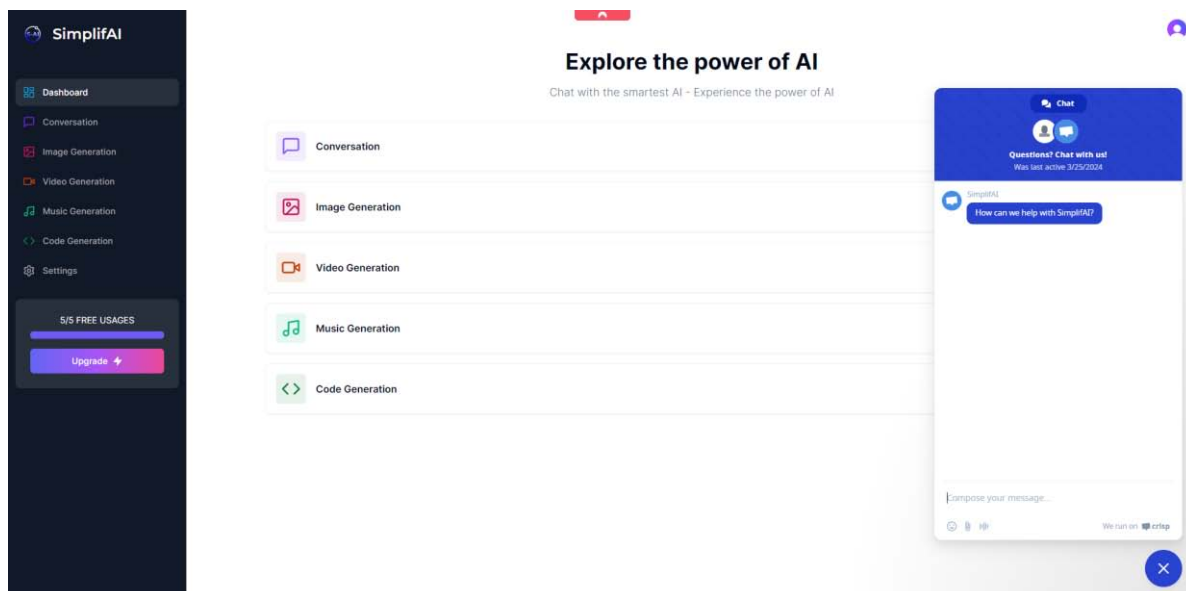 SimplifAI
Dashboard
Conversation
Image Generation
Video Generation
Music Generation
Code Generation
Settings
5/5 FREE USAGES
Upgrade
Explore the power of AI
Chat with the smartest AI - Experience the power of AI
Conversation
Image Generation
Video Generation
Music Generation
Code Generation
Chat
Questions? Chat with us!
Was last active 3/25/2024
SimplifAI
How can we help with SimplifAI?
Compose your message...
We run on crisp